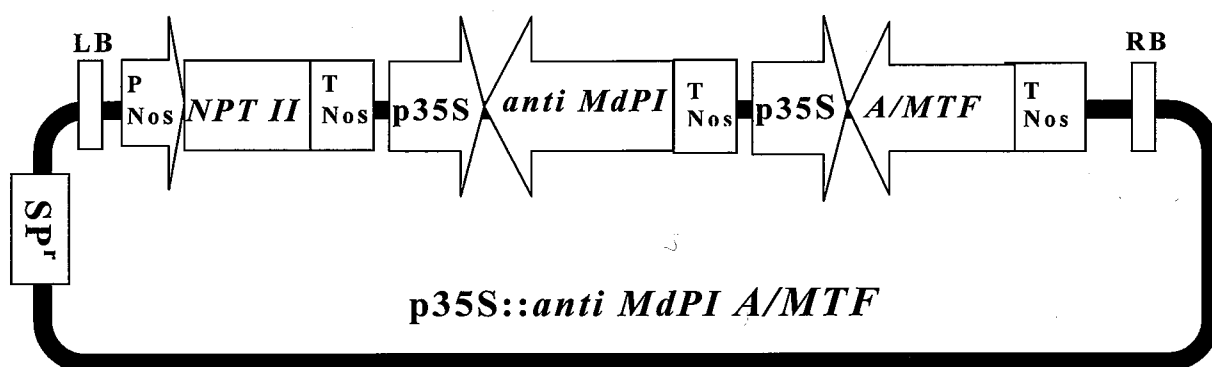 LB
RB
P
Nos
NPT II
T
Nos
p35S
anti MdPI
T
Nos
p35S
A/MTF
T
Nos
SPʳ
p35S::anti MdPI A/MTF